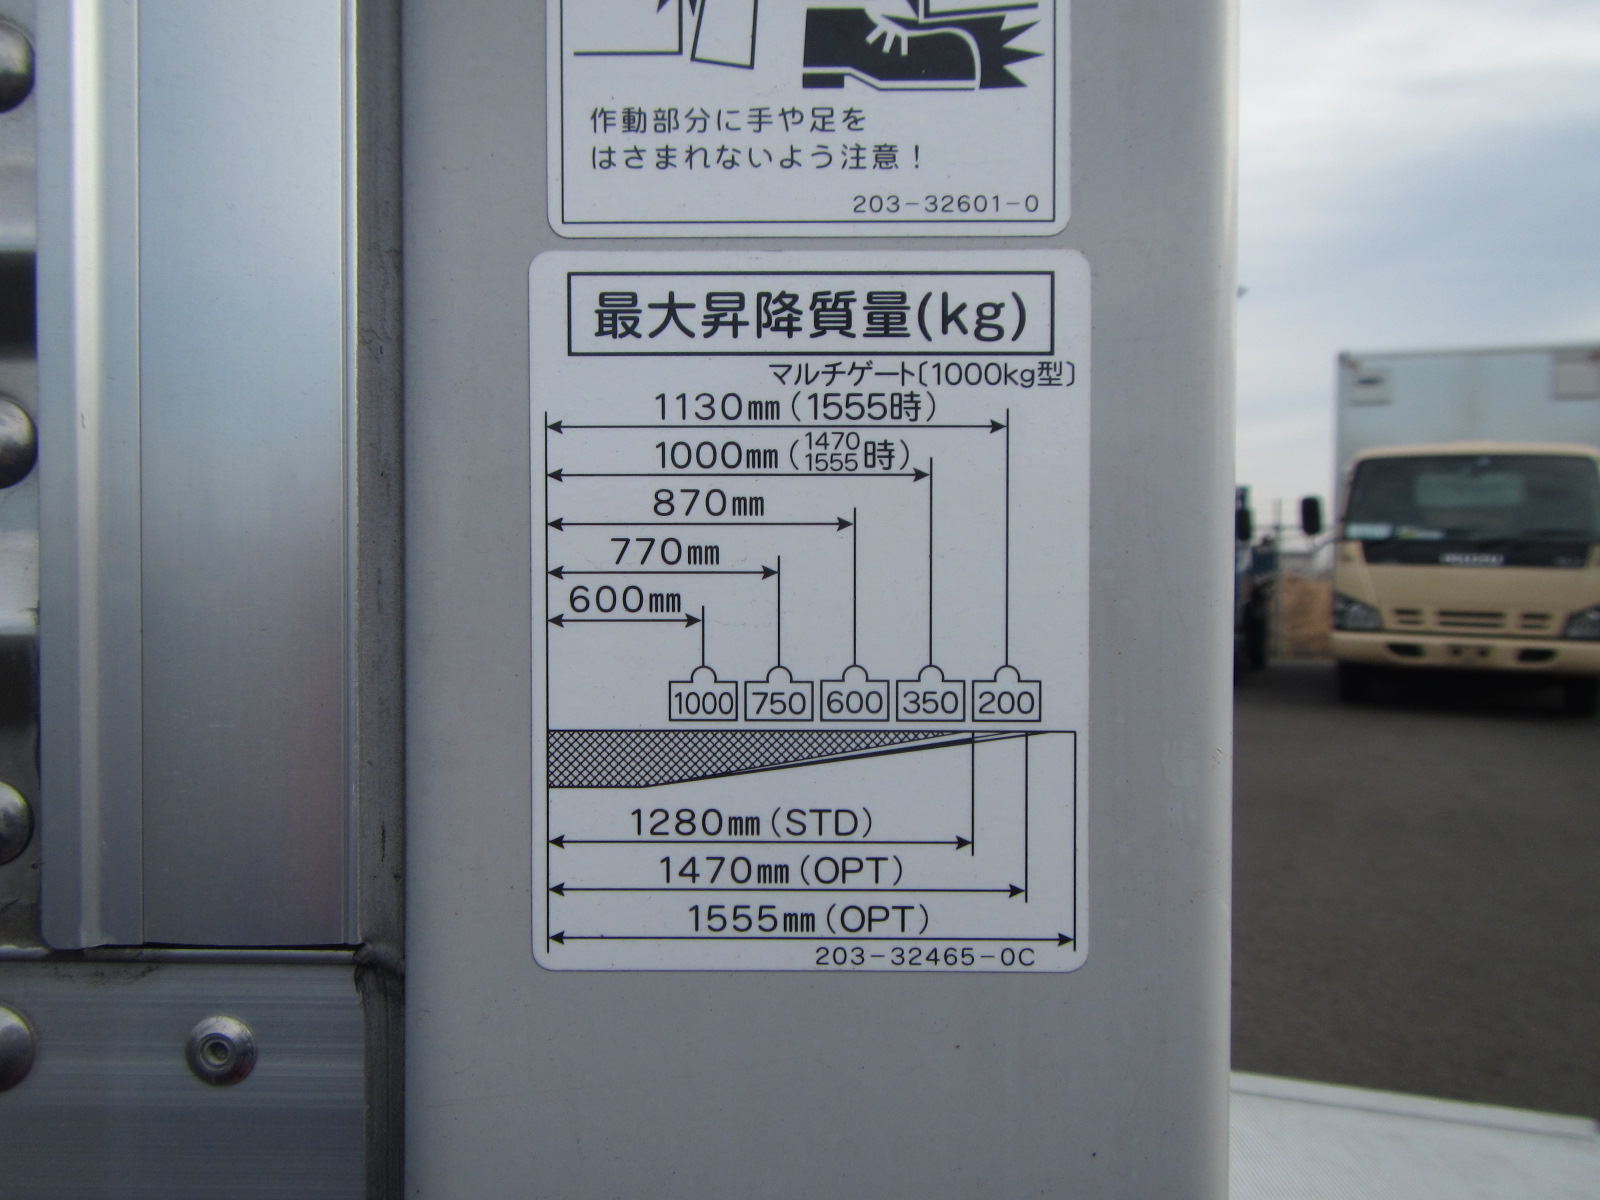 作動部分に手や足を
はさまれないよう注意！
203-32601-0
最大昇降質量(kg)
マルチゲート〔1000kg型〕
1130mm（1555時）
1000mm（1470
1555時）
870mm
770mm
600mm
1000 750 600 350 200
1280mm（STD）
1470mm（OPT）
1555mm（OPT）
203-32465-0C
ISUZU